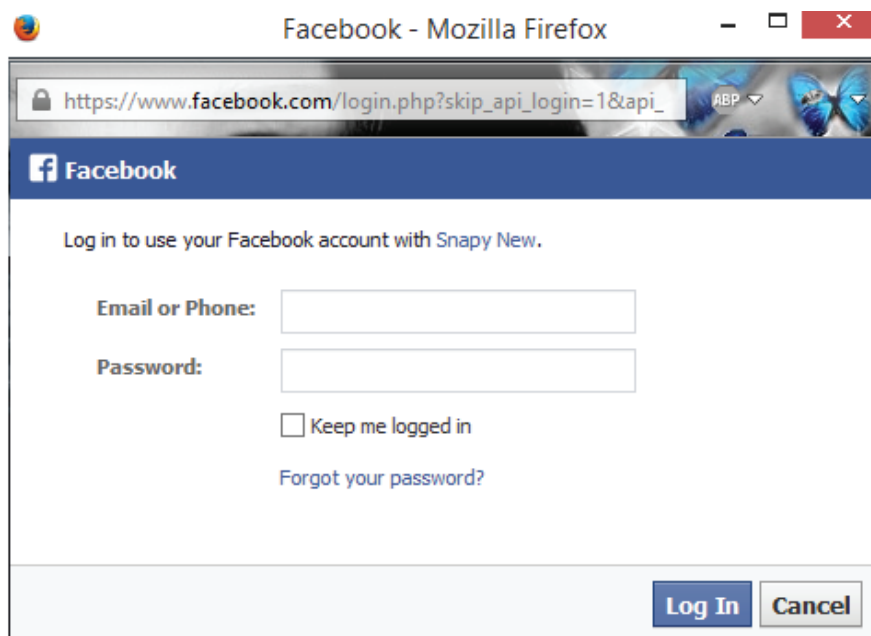 Facebook - Mozilla Firefox
https://www.facebook.com/login.php?skip_api_login=1&api_
ABP
Facebook
Log in to use your Facebook account with Snapy New.
Email or Phone:
Password:
Keep me logged in
Forgot your password?
Log In Cancel